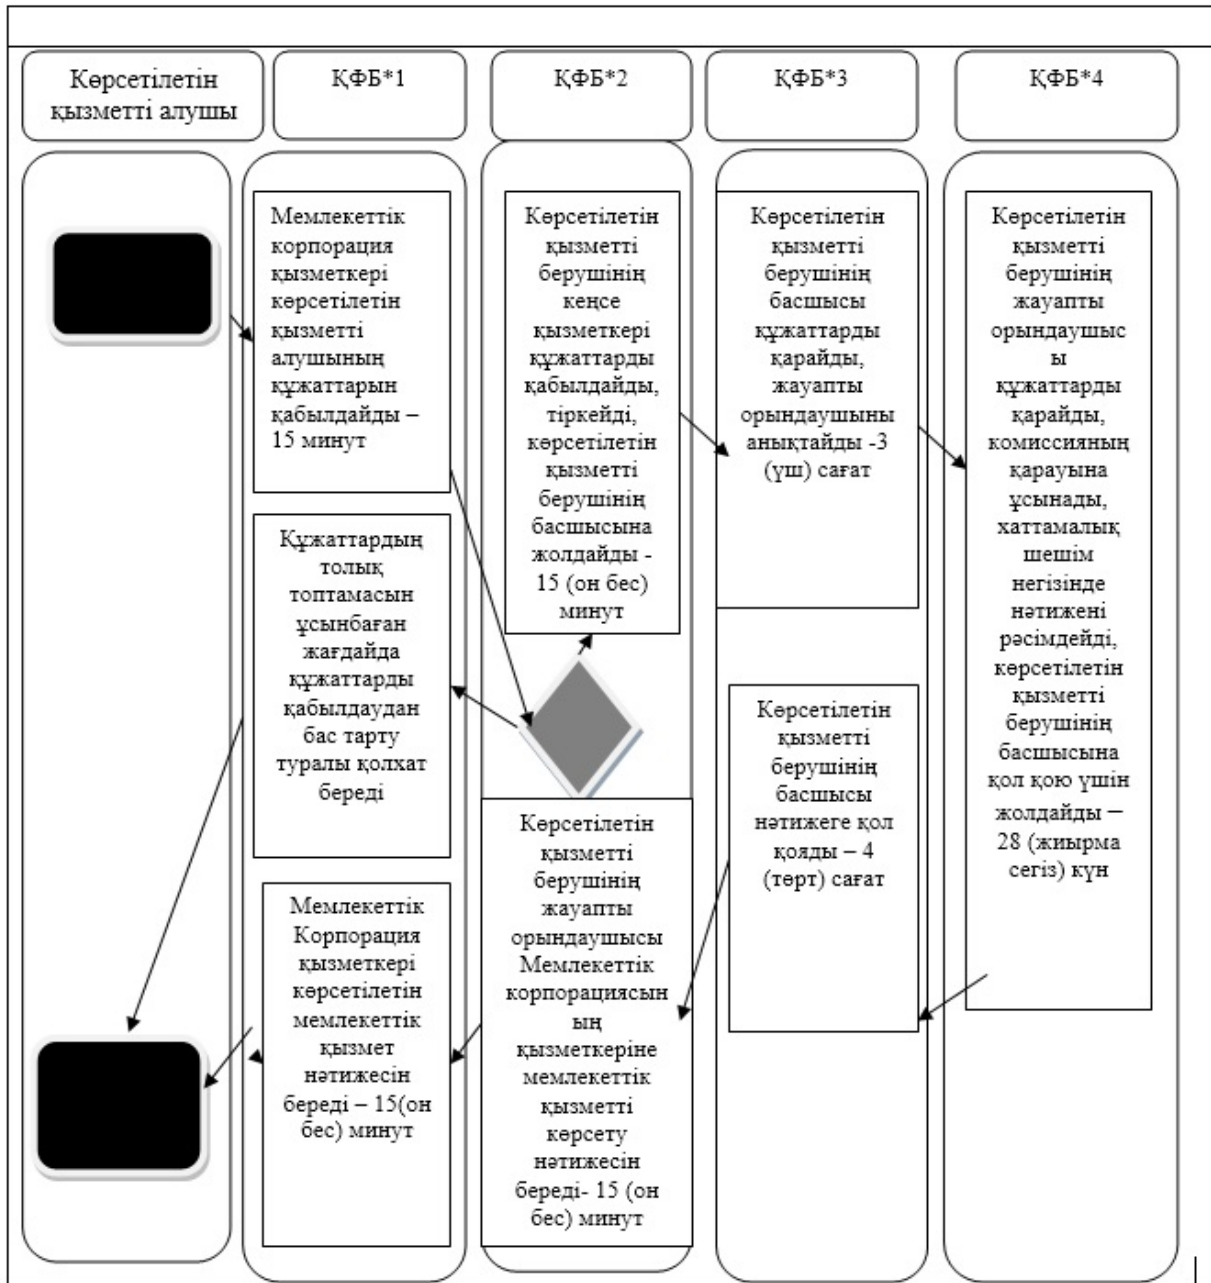 Көрсетілетін
қызметті алушы
ҚФБ*1
ҚФБ*2
ҚФБ*3
ҚФБ*4
Мемлекеттік
корпорация
қызметкері
көрсетілетін
қызметті
алушының
құжаттарын
қабылдайды –
15 минут
Құжаттардың
толық
топтамасын
ұсынбаған
жағдайда
құжаттарды
қабылдаудан
бас тарту
туралы қолхат
береді
Мемлекеттік
Корпорация
қызметкері
көрсетілетін
мемлекеттік
қызмет
нәтижесін
береді – 15(он
бес) минут
Көрсетілетін
қызметті
берушінің
кеңсе
қызметкері
құжаттарды
қабылдайды,
тіркейді,
көрсетілетін
қызметті
берушінің
басшысына
жолдайды -
15 (он бес)
минут
Көрсетілетін
қызметті
берушінің
жауапты
орындаушысы
Мемлекеттік
корпорациясын
ың
қызметкеріне
мемлекеттік
қызметті
көрсету
нәтижесін
береді- 15 (он
бес) минут
Көрсетілетін
қызметті
берушінің
басшысы
құжаттарды
қарайды,
жауапты
орындаушыны
анықтайды -3
(үш) сағат
Көрсетілетін
қызметті
берушінің
басшысы
нәтижеге қол
қояды – 4
(төрт) сағат
Көрсетілетін
қызметті
берушінің
жауапты
орындаушыс
ы
құжаттарды
қарайды,
комиссияның
қарауына
ұсынады,
хаттамалық
шешім
негізінде
нәтижені
рәсімдейді,
көрсетілетін
қызметті
берушінің
басшысына
қол қою үшін
жолдайды –
28 (жиырма
сегіз) күн